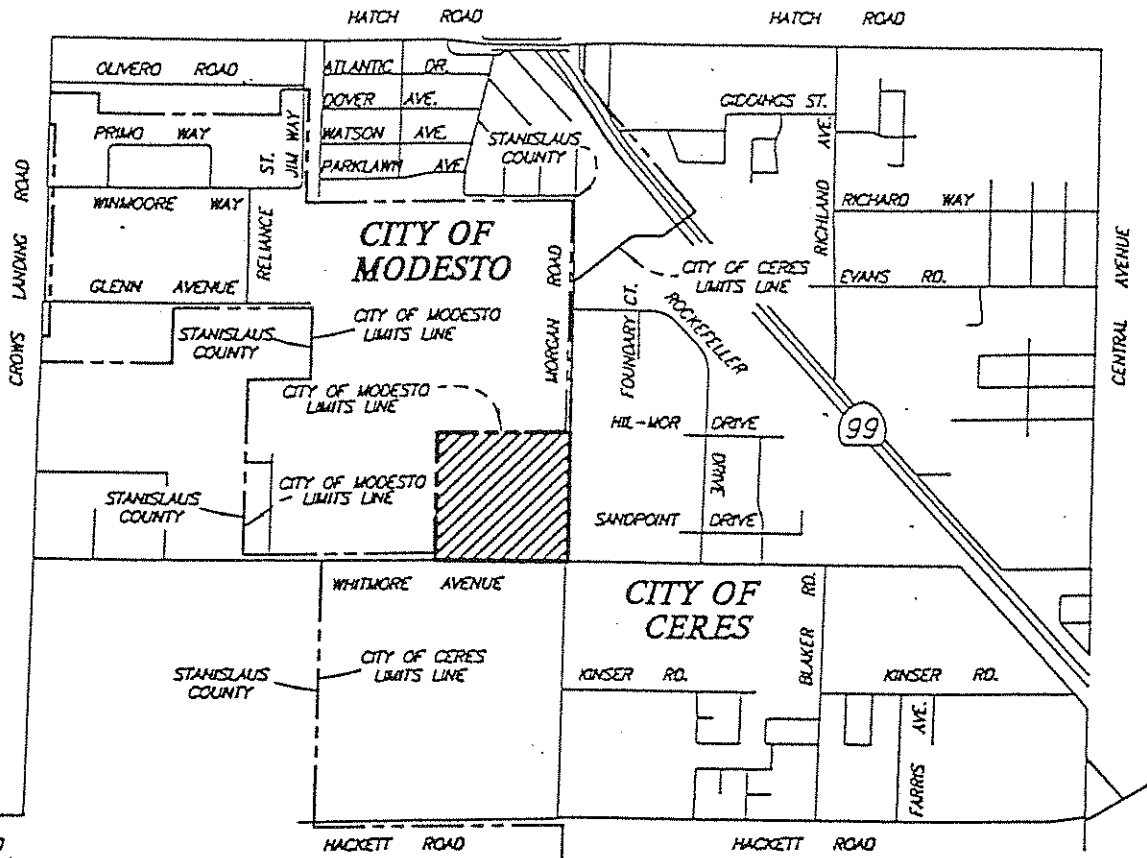 HATCH ROAD
HATCH ROAD
OLIVERO ROAD
ATLANTIC DR.
DOVER AVE.
GIDDINGS ST.
PRIMO WAY
ST.
JIM WAY
WATSON AVE.
STANISLAUS
COUNTY
PARKLAWN AVE.
RICHLAND AVE.
CROWS LANDING ROAD
WINMOORE WAY
RICHARD WAY
RELIANCE
CITY OF
MODESTO
MORGAN ROAD
CITY OF CERES
LIMITS LINE
EVANS RD.
CENTRAL AVENUE
GLENN AVENUE
CITY OF MODESTO
LIMITS LINE
STANISLAUS
COUNTY
FOUNDARY CT.
ROCKEFELLER
DRIVE
CITY OF MODESTO
LIMITS LINE
HIL-MOR DRIVE
99
CITY OF MODESTO
LIMITS LINE
STANISLAUS
COUNTY
SANDPOINT DRIVE
WHITMORE AVENUE
CITY OF
CERES
BLAKER RD.
STANISLAUS
COUNTY
CITY OF CERES
LIMITS LINE
KINSER RD.
KINSER RD.
FARRIS AVE.
HACKETT ROAD
HACKETT ROAD